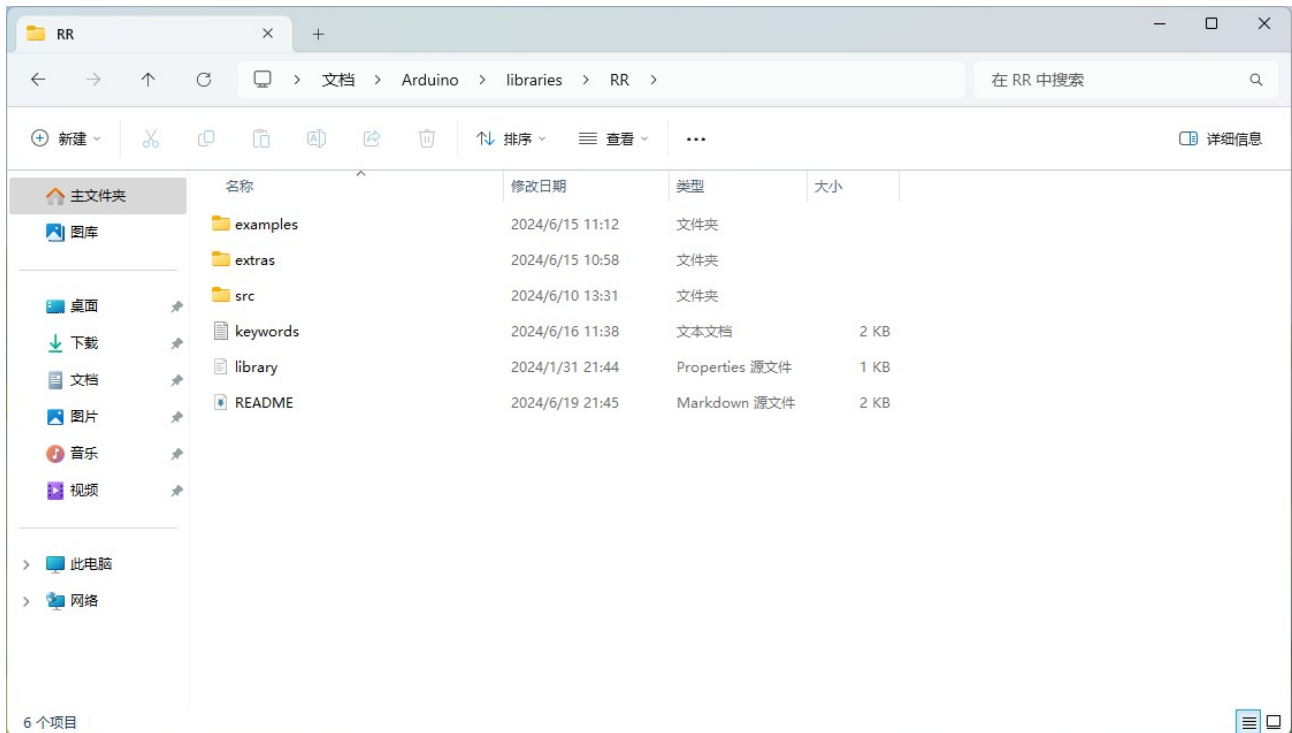 RR
文档 Arduino libraries RR
在 RR 中搜索
新建 排序 查看 详细信息
主文件夹
图库
桌面
下载
文档
图片
音乐
视频
此电脑
网络
名称 修改日期 类型 大小
examples 2024/6/15 11:12 文件夹
extras 2024/6/15 10:58 文件夹
src 2024/6/10 13:31 文件夹
keywords 2024/6/16 11:38 文本文档 2 KB
library 2024/1/31 21:44 Properties 源文件 1 KB
README 2024/6/19 21:45 Markdown 源文件 2 KB
6 个项目